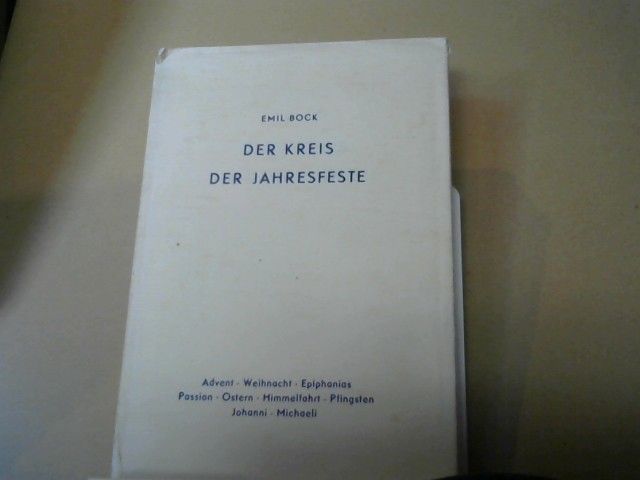 EMIL BOCK
DER KREIS
DER JAHRESFESTE
Advent · Weihnacht · Epiphanias
Passion · Ostern · Himmelfahrt · Pfingsten
Johanni · Michaeli